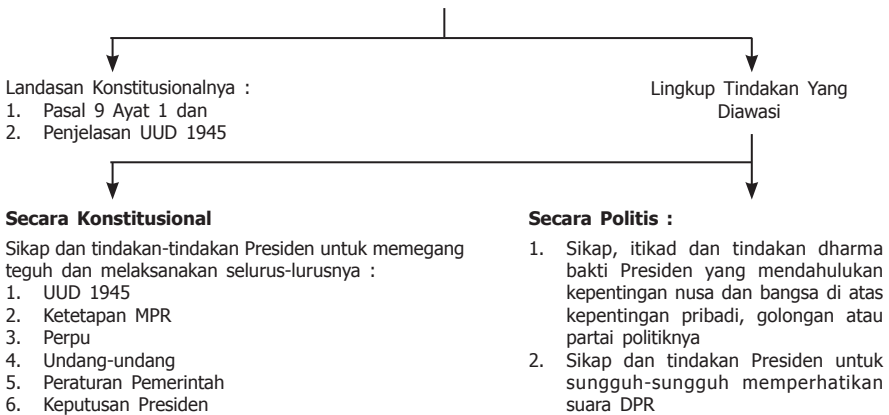 Landasan Konstitusionalnya :
1. Pasal 9 Ayat 1 dan
2. Penjelasan UUD 1945
Lingkup Tindakan Yang
Diawasi
Secara Konstitusional
Sikap dan tindakan-tindakan Presiden untuk memegang
teguh dan melaksanakan selurus-lurusnya :
1. UUD 1945
2. Ketetapan MPR
3. Perpu
4. Undang-undang
5. Peraturan Pemerintah
6. Keputusan Presiden
Secara Politis :
1. Sikap, itikad dan tindakan dharma
bakti Presiden yang mendahulukan
kepentingan nusa dan bangsa di atas
kepentingan pribadi, golongan atau
partai politiknya
2. Sikap dan tindakan Presiden untuk
sungguh-sungguh memperhatikan
suara DPR